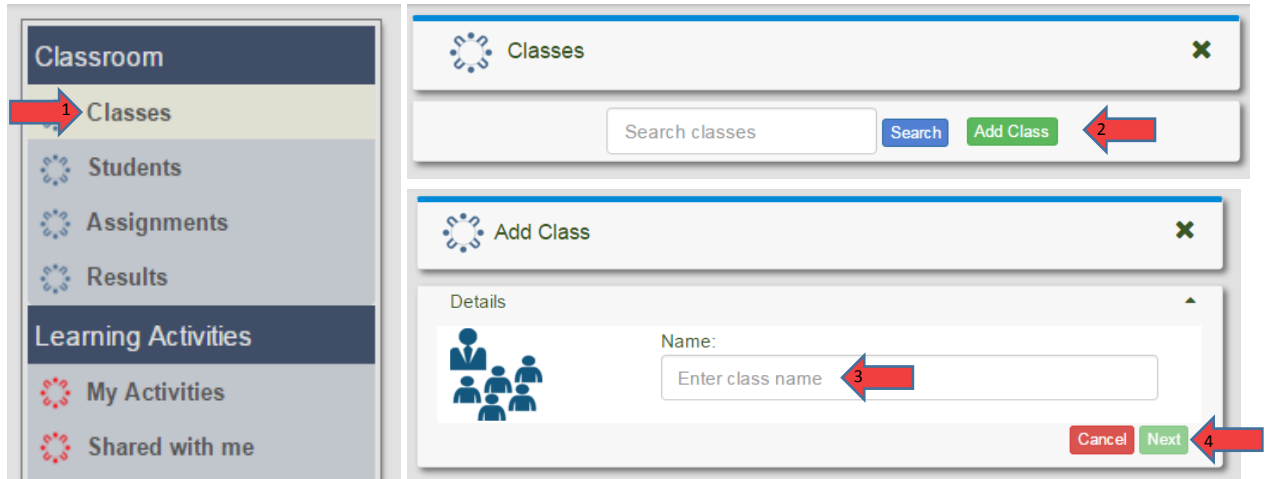 Classroom
1
Classes
Students
Assignments
Results
Learning Activities
My Activities
Shared with me
Classes
Search classes Search Add Class 2
Add Class
Details
Name:
Enter class name 3
Cancel Next 4